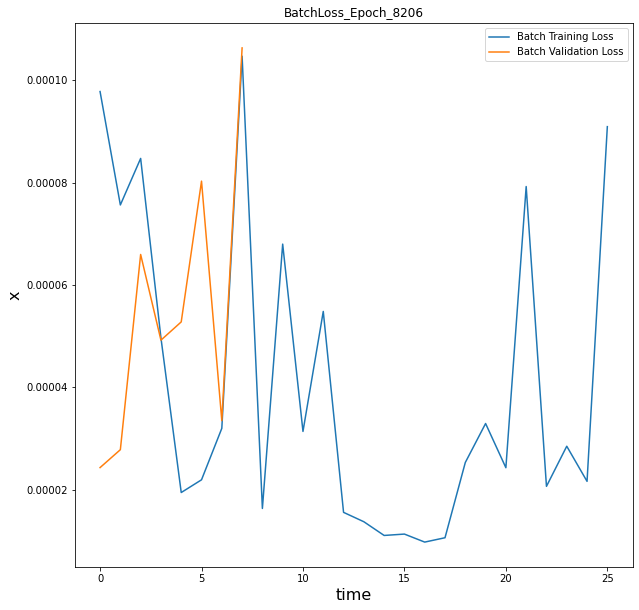 BatchLoss_Epoch_8206
Batch Training Loss
Batch Validation Loss
0.00010
0.00008
0.00006
0.00004
0.00002
x
0 5 10 15 20 25
time